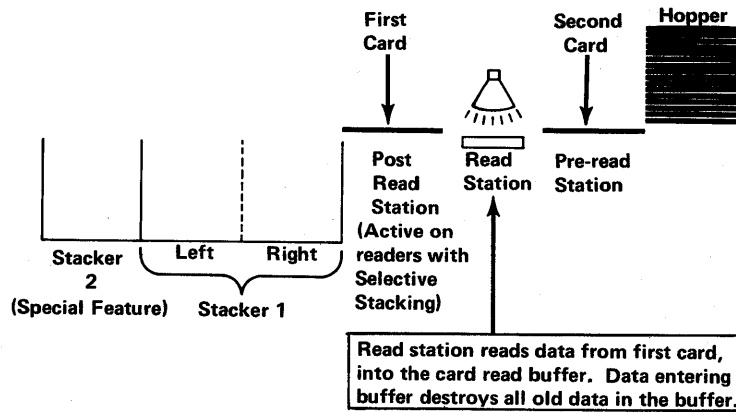 First
Card
Second
Card
Hopper
Post
Read
Station
(Active on
readers with
Selective
Stacking)
Read
Station
Pre-read
Station
Stacker
2
(Special Feature)
Left
Right
Stacker 1
Read station reads data from first card,
into the card read buffer. Data entering
buffer destroys all old data in the buffer.